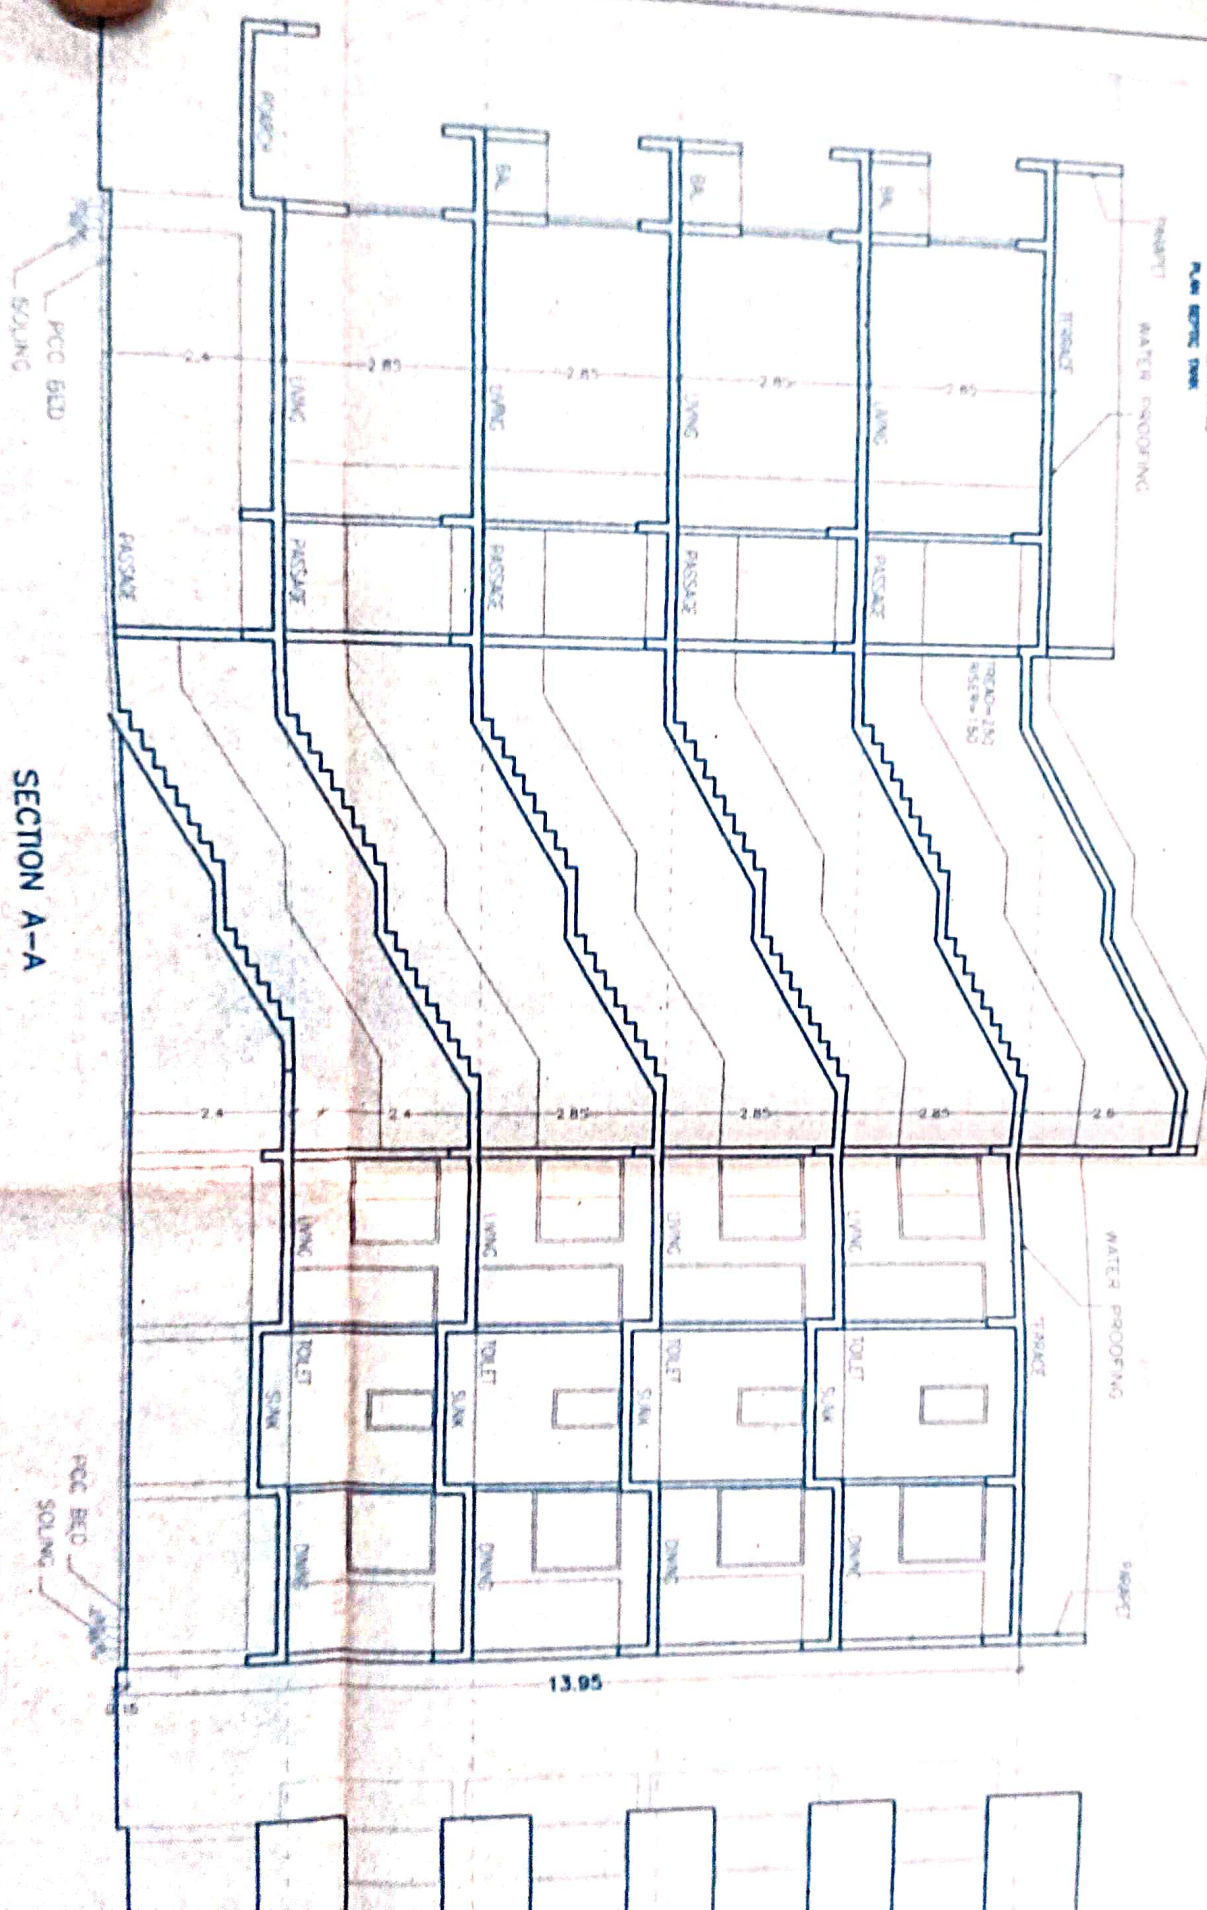 PLAN SEPTIC TANK
PARAPET
WATER PROOFING
TERRACE
BAL
BAL
BAL
PORCH
2.4
2.85
2.85
2.85
2.85
LIVING
LIVING
LIVING
LIVING
PCC BED
SOLING
PASSAGE
PASSAGE
PASSAGE
PASSAGE
PASSAGE
TREAD=250
RISER=150
SECTION A-A
2.4
2.4
2.85
2.85
2.85
2.6
LIVING
LIVING
LIVING
LIVING
WATER PROOFING
TERRACE
TOILET
TOILET
TOILET
TOILET
SUNK
SUNK
SUNK
SUNK
PCC BED
SOLING
DINING
DINING
DINING
DINING
PARAPET
13.95